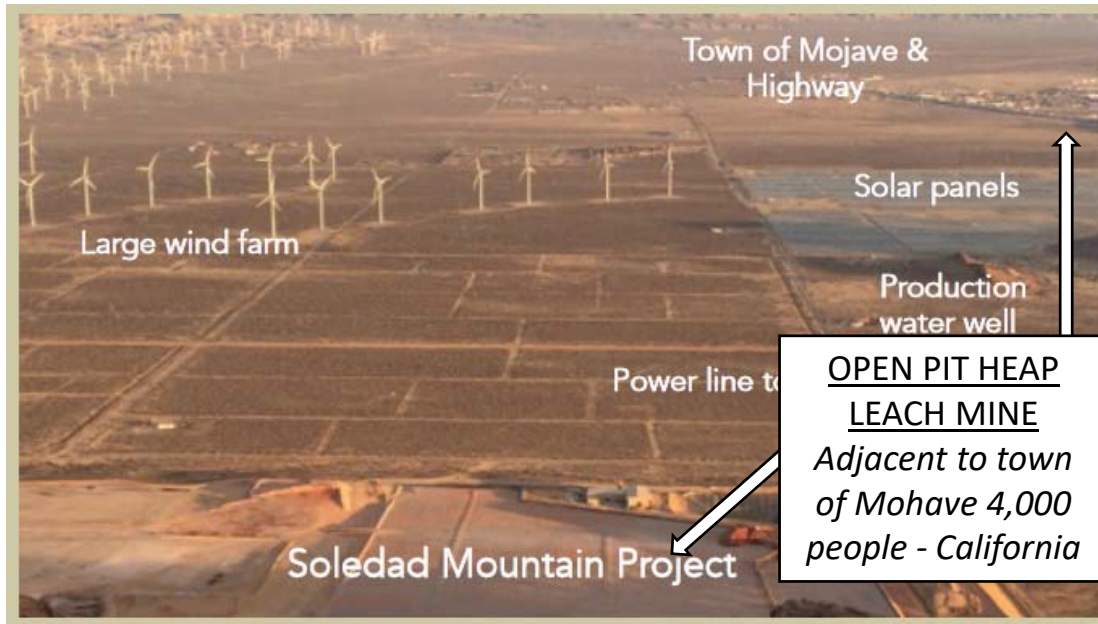 Town of Mojave &
Highway
Solar panels
Large wind farm
Production
water well
Power line
OPEN PIT HEAP
LEACH MINE
Adjacent to town
of Mohave 4,000
people - California
Soledad Mountain Project